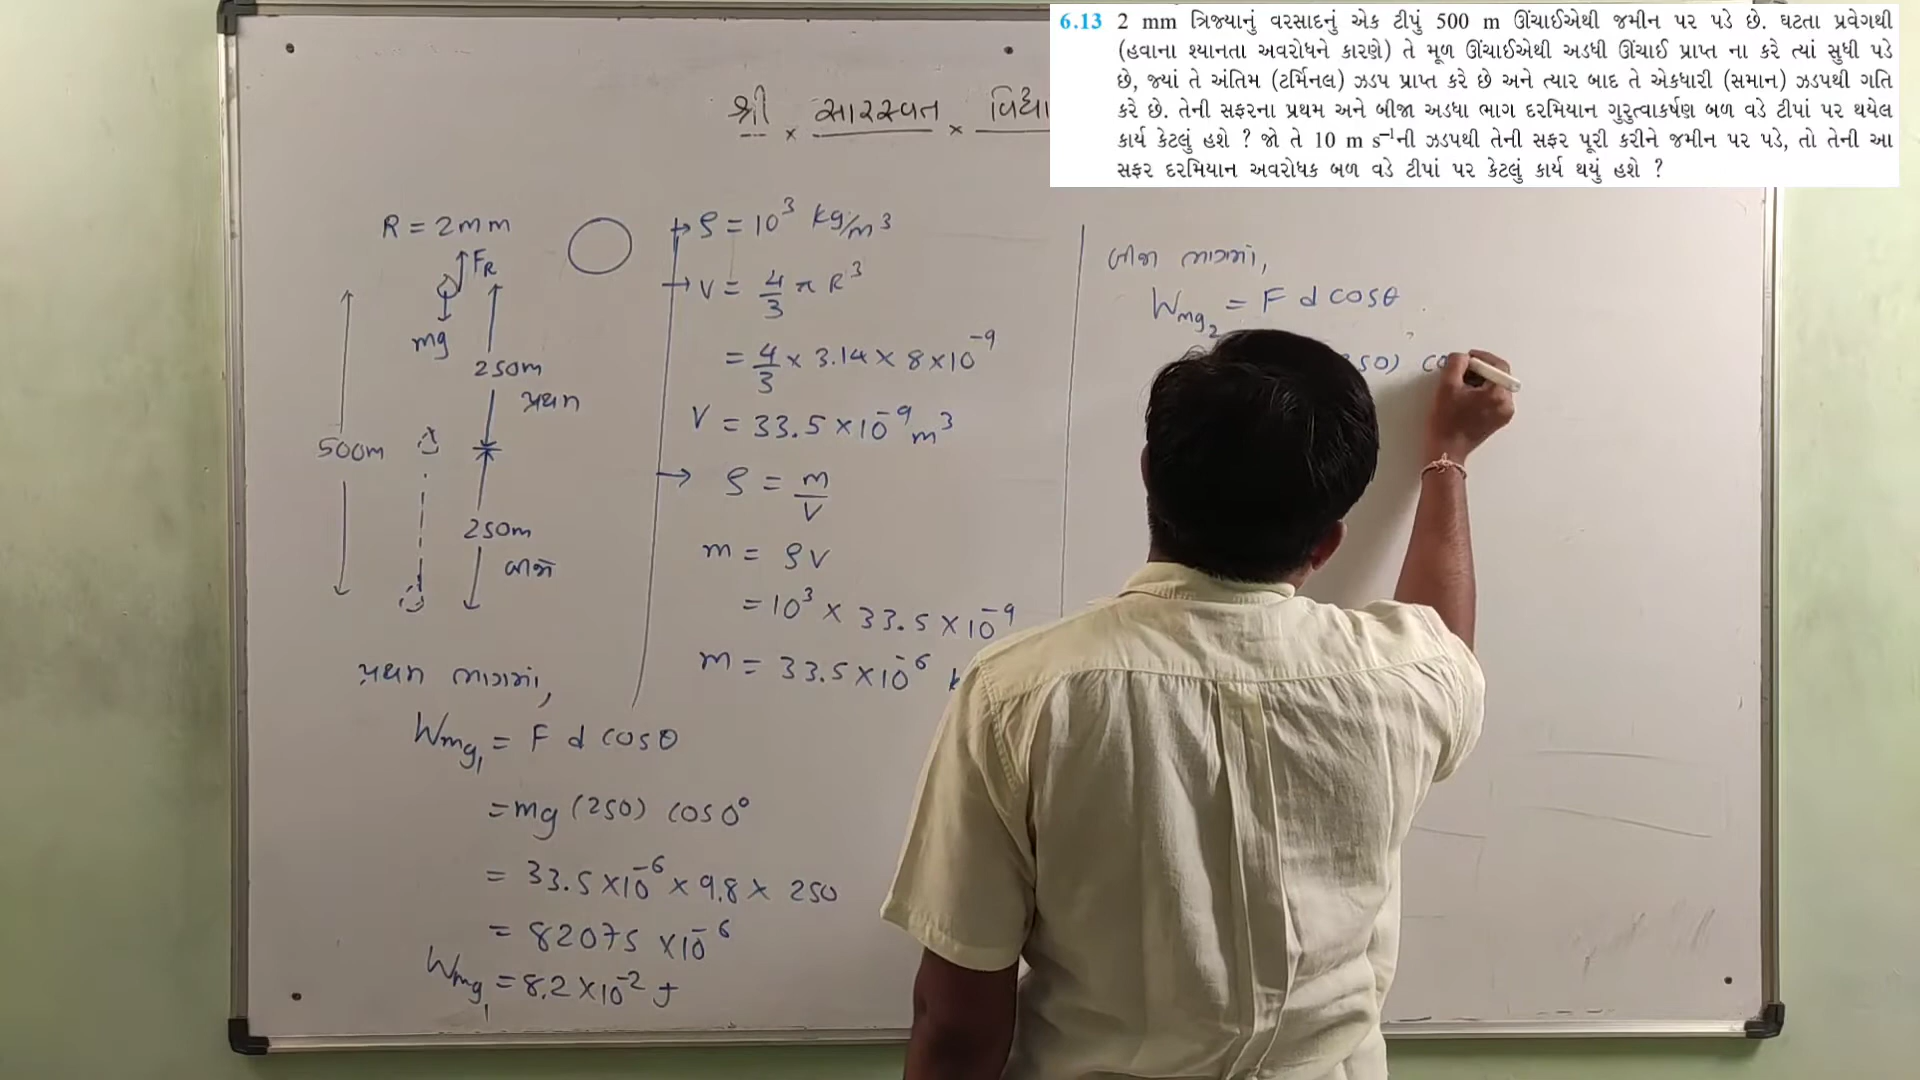 6.13 2 mm ત્રિજ્યાનું વરસાદનું એક ટીપું 500 m ઊંચાઈએથી જમીન પર પડે છે. ઘટતા પ્રવેગથી
(હવાના શ્યાનતા અવરોધને કારણે) તે મૂળ ઊંચાઈએથી અડધી ઊંચાઈ પ્રાપ્ત ના કરે ત્યાં સુધી પડે
છે, જ્યાં તે અંતિમ (ટર્મિનલ) ઝડપ પ્રાપ્ત કરે છે અને ત્યાર બાદ તે એકધારી (સમાન) ઝડપથી ગતિ
કરે છે. તેની સફરના પ્રથમ અને બીજા અડધા ભાગ દરમિયાન ગુરુત્વાકર્ષણ બળ વડે ટીપાં પર થયેલ
કાર્ય કેટલું હશે ? જો તે 10 m s⁻¹ની ઝડપથી તેની સફર પૂરી કરીને જમીન પર પડે, તો તેની આ
સફર દરમિયાન અવરોધક બળ વડે ટીપાં પર કેટલું કાર્ય થયું હશે ?
શ્રી × સારસ્વત × વિદ્યા
R = 2mm
F_R
mg
250m
પ્રથમ
500m
250m
બીજો
પ્રથમ ભાગમાં,
W_mg₁ = F d cosθ
= mg (250) cos0°
= 33.5 × 10⁻⁶ × 9.8 × 250
= 82075 × 10⁻⁶
W_mg₁ = 8.2 × 10⁻² J
→ ρ = 10³ kg/m³
→ V = 4/3 π R³
= 4/3 × 3.14 × 8 × 10⁻⁹
V = 33.5 × 10⁻⁹ m³
→ ρ = m/V
m = ρV
= 10³ × 33.5 × 10⁻⁹
m = 33.5 × 10⁻⁶
બીજા ભાગમાં,
W_mg₂ = F d cosθ
50) co